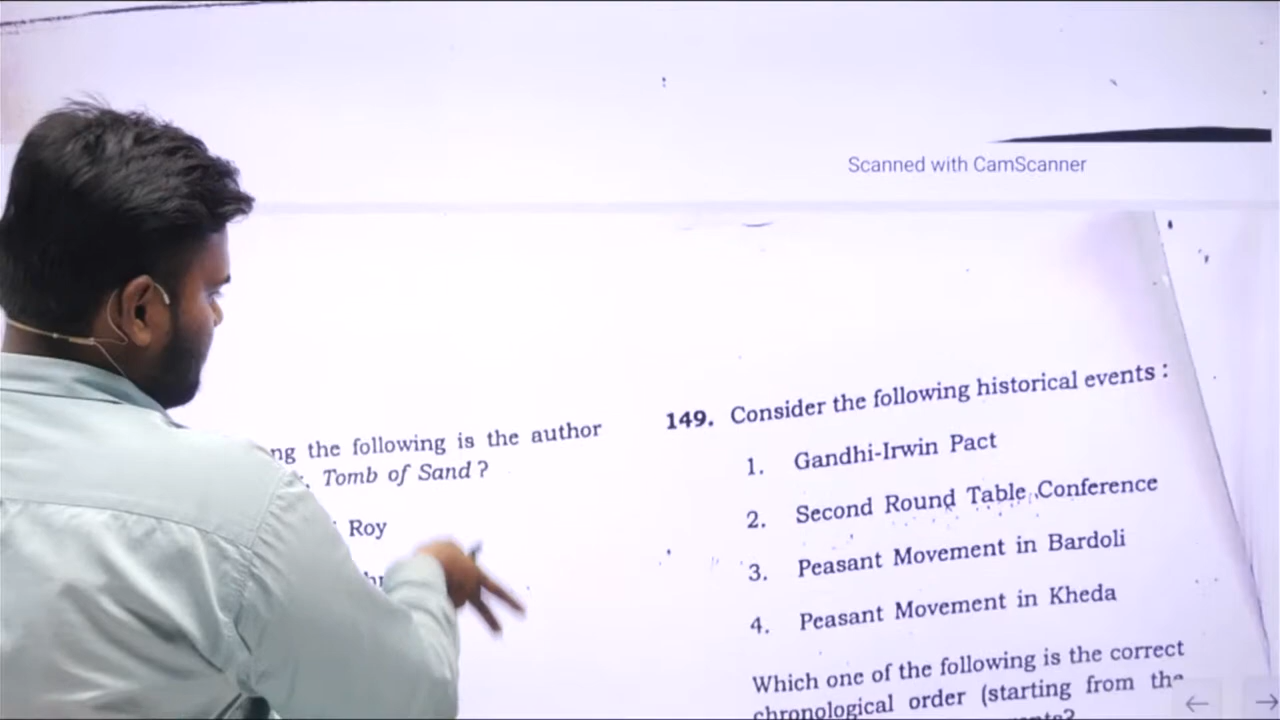 Scanned with CamScanner
ng the following is the author
Tomb of Sand ?
Roy
149. Consider the following historical events :
1. Gandhi-Irwin Pact
2. Second Round Table Conference
3. Peasant Movement in Bardoli
4. Peasant Movement in Kheda
Which one of the following is the correct
chronological order (starting from the